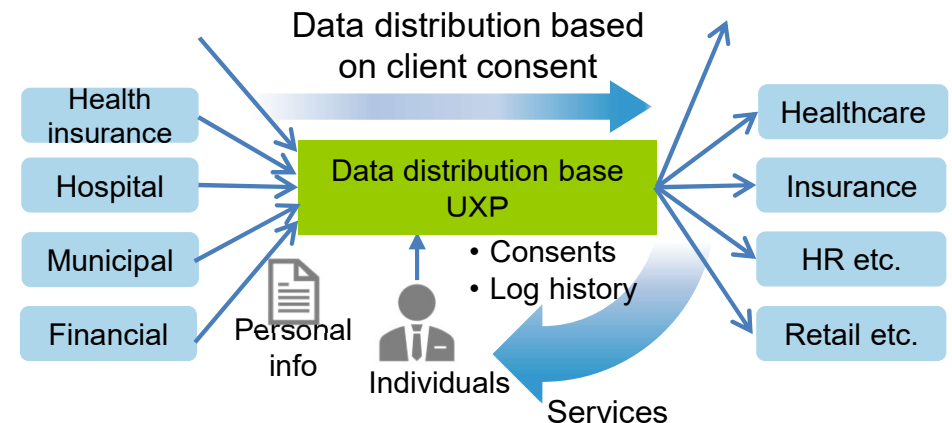 Data distribution based
on client consent
Health
insurance
Hospital
Municipal
Financial
Data distribution base
UXP
Healthcare
Insurance
HR etc.
Retail etc.
• Consents
• Log history
Personal
info
Individuals
Services